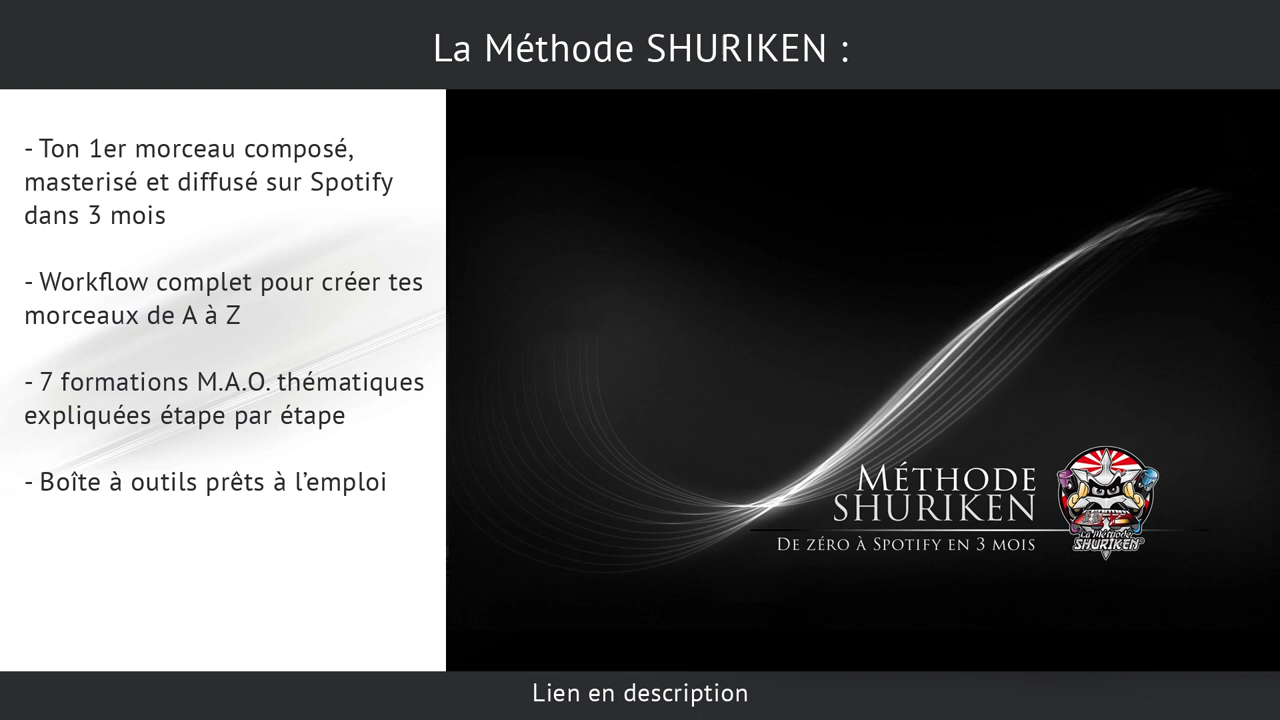 La Méthode SHURIKEN :
- Ton 1er morceau composé,
masterisé et diffusé sur Spotify
dans 3 mois
- Workflow complet pour créer tes
morceaux de A à Z
- 7 formations M.A.O. thématiques
expliquées étape par étape
- Boîte à outils prêts à l’emploi
MÉTHODE
SHURIKEN
DE ZÉRO À SPOTIFY EN 3 MOIS
La Méthode
SHURIKEN
Lien en description